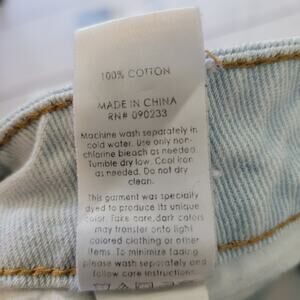 100% COTTON
MADE IN CHINA
RN# 090233
Machine wash separately in
cold water. Use only non-
chlorine bleach as needed.
Tumble dry low. Cool iron
as needed. Do not dry
clean.
This garment was specially
dyed to produce its unique
color. Take care, dark colors
may transfer onto light
colored clothing or other
items. To minimize fading
please wash separately and
follow care instructions.